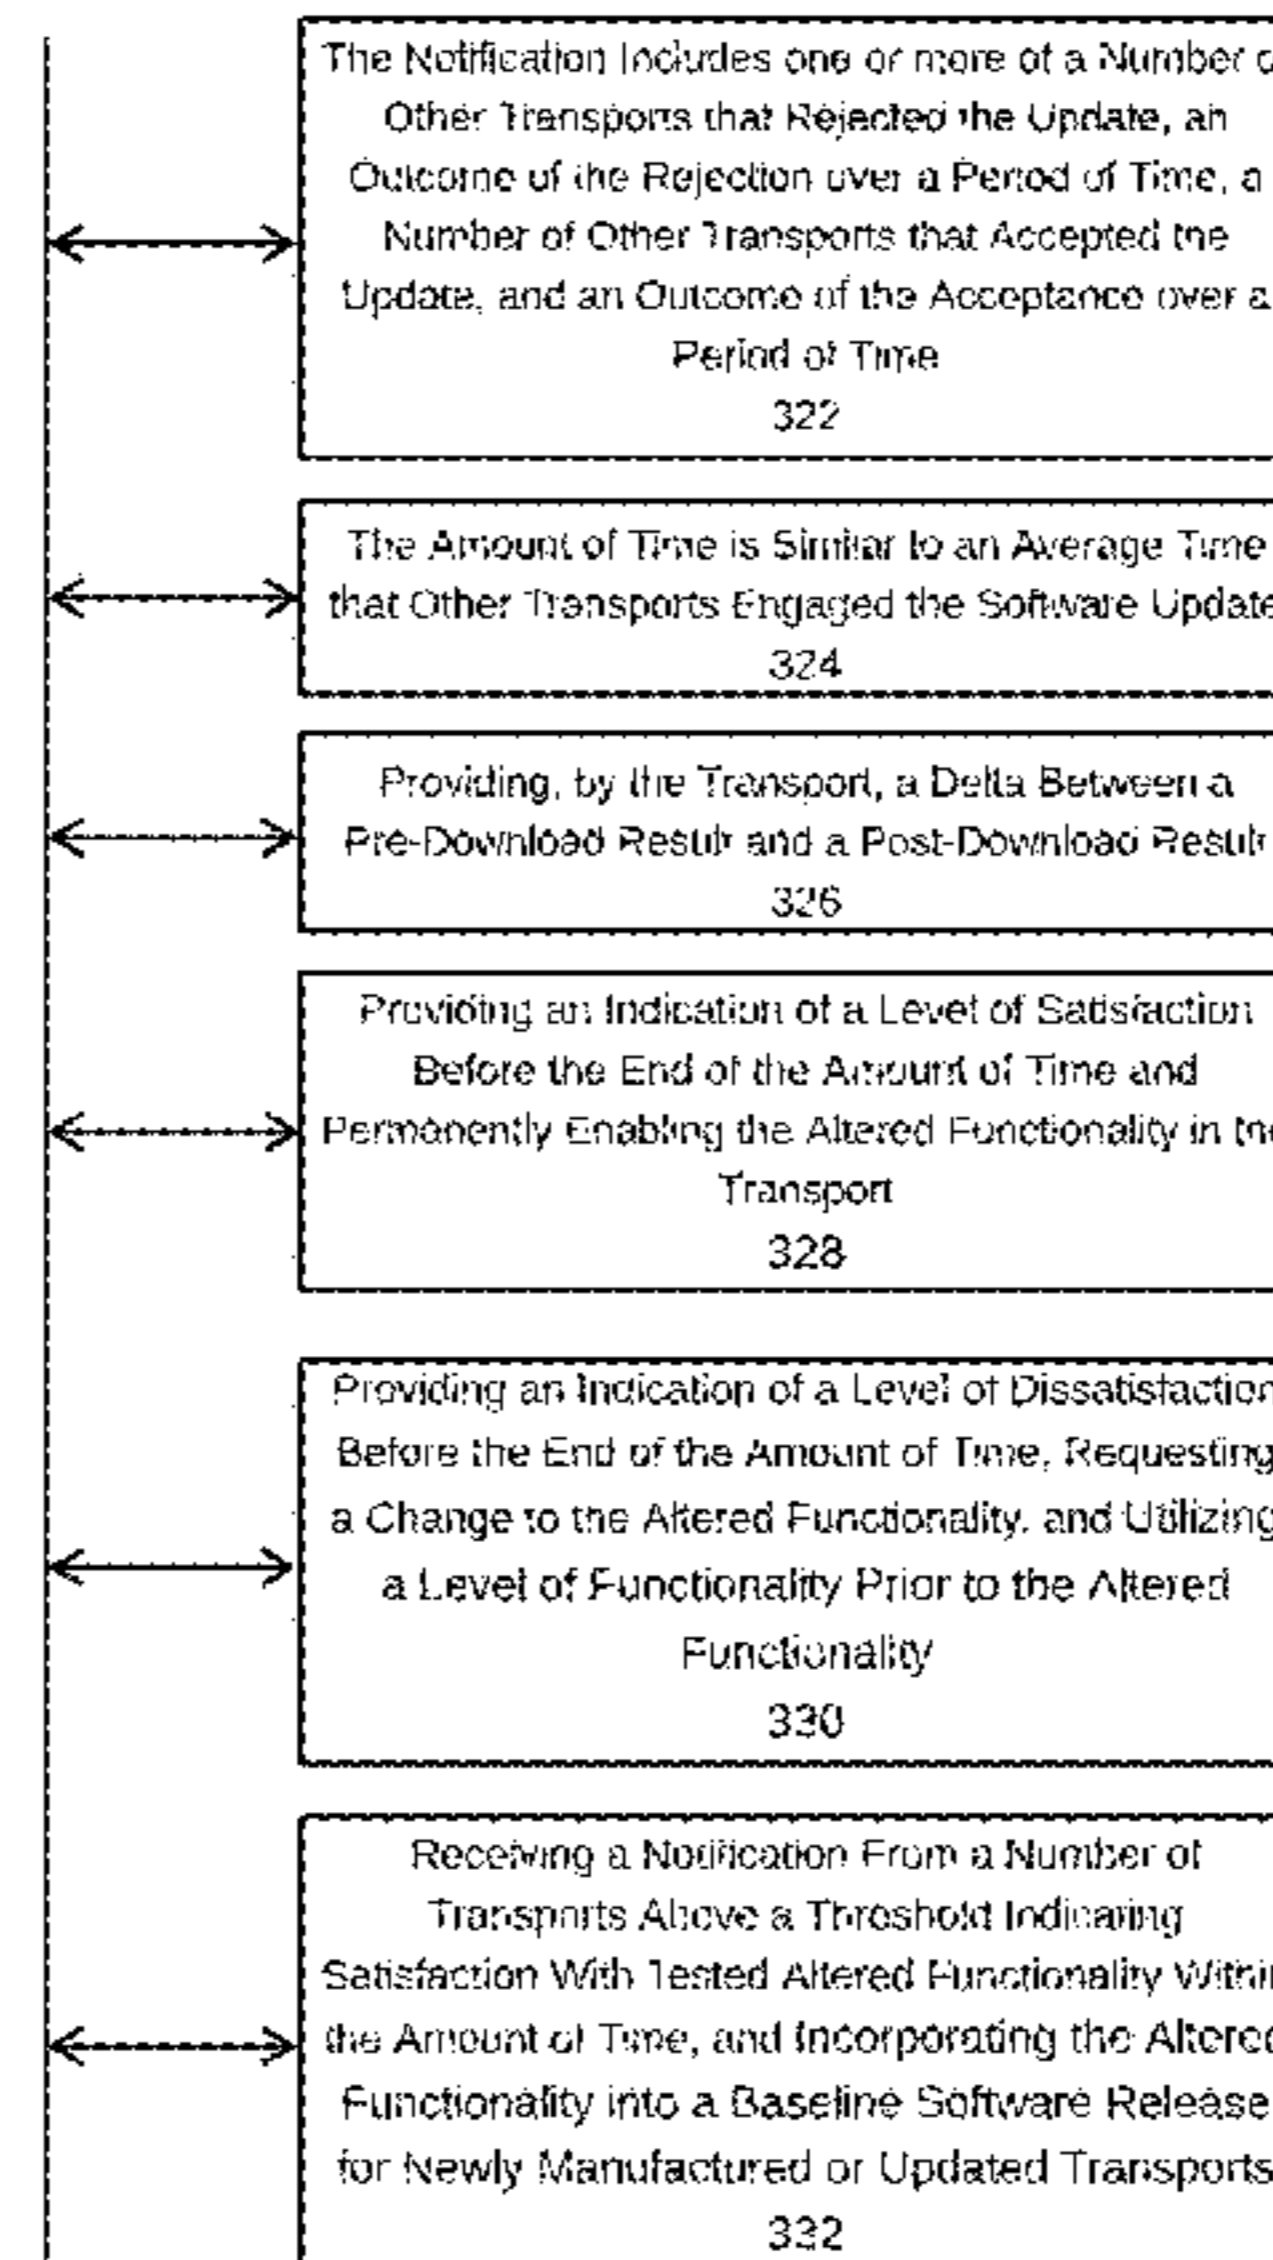 The Notification Includes one or more of a Number o
Other Transports that Rejected the Update, an
Outcome of the Rejection over a Period of Time, a
Number of Other Transports that Accepted the
Update, and an Outcome of the Acceptance over a
Period of Time
322
The Amount of Time is Similar to an Average Time
that Other Transports Engaged the Software Update
324
Providing, by the Transport, a Delta Between a
Pre-Download Result and a Post-Download Result
326
Providing an Indication of a Level of Satisfaction
Before the End of the Amount of Time and
Permanently Enabling the Altered Functionality in the
Transport
328
Providing an Indication of a Level of Dissatisfaction
Before the End of the Amount of Time, Requesting
a Change to the Altered Functionality, and Utilizing
a Level of Functionality Prior to the Altered
Functionality
330
Receiving a Notification From a Number of
Transports Above a Threshold Indicating
Satisfaction With Tested Altered Functionality Within
the Amount of Time, and Incorporating the Altered
Functionality into a Baseline Software Release
for Newly Manufactured or Updated Transports
332